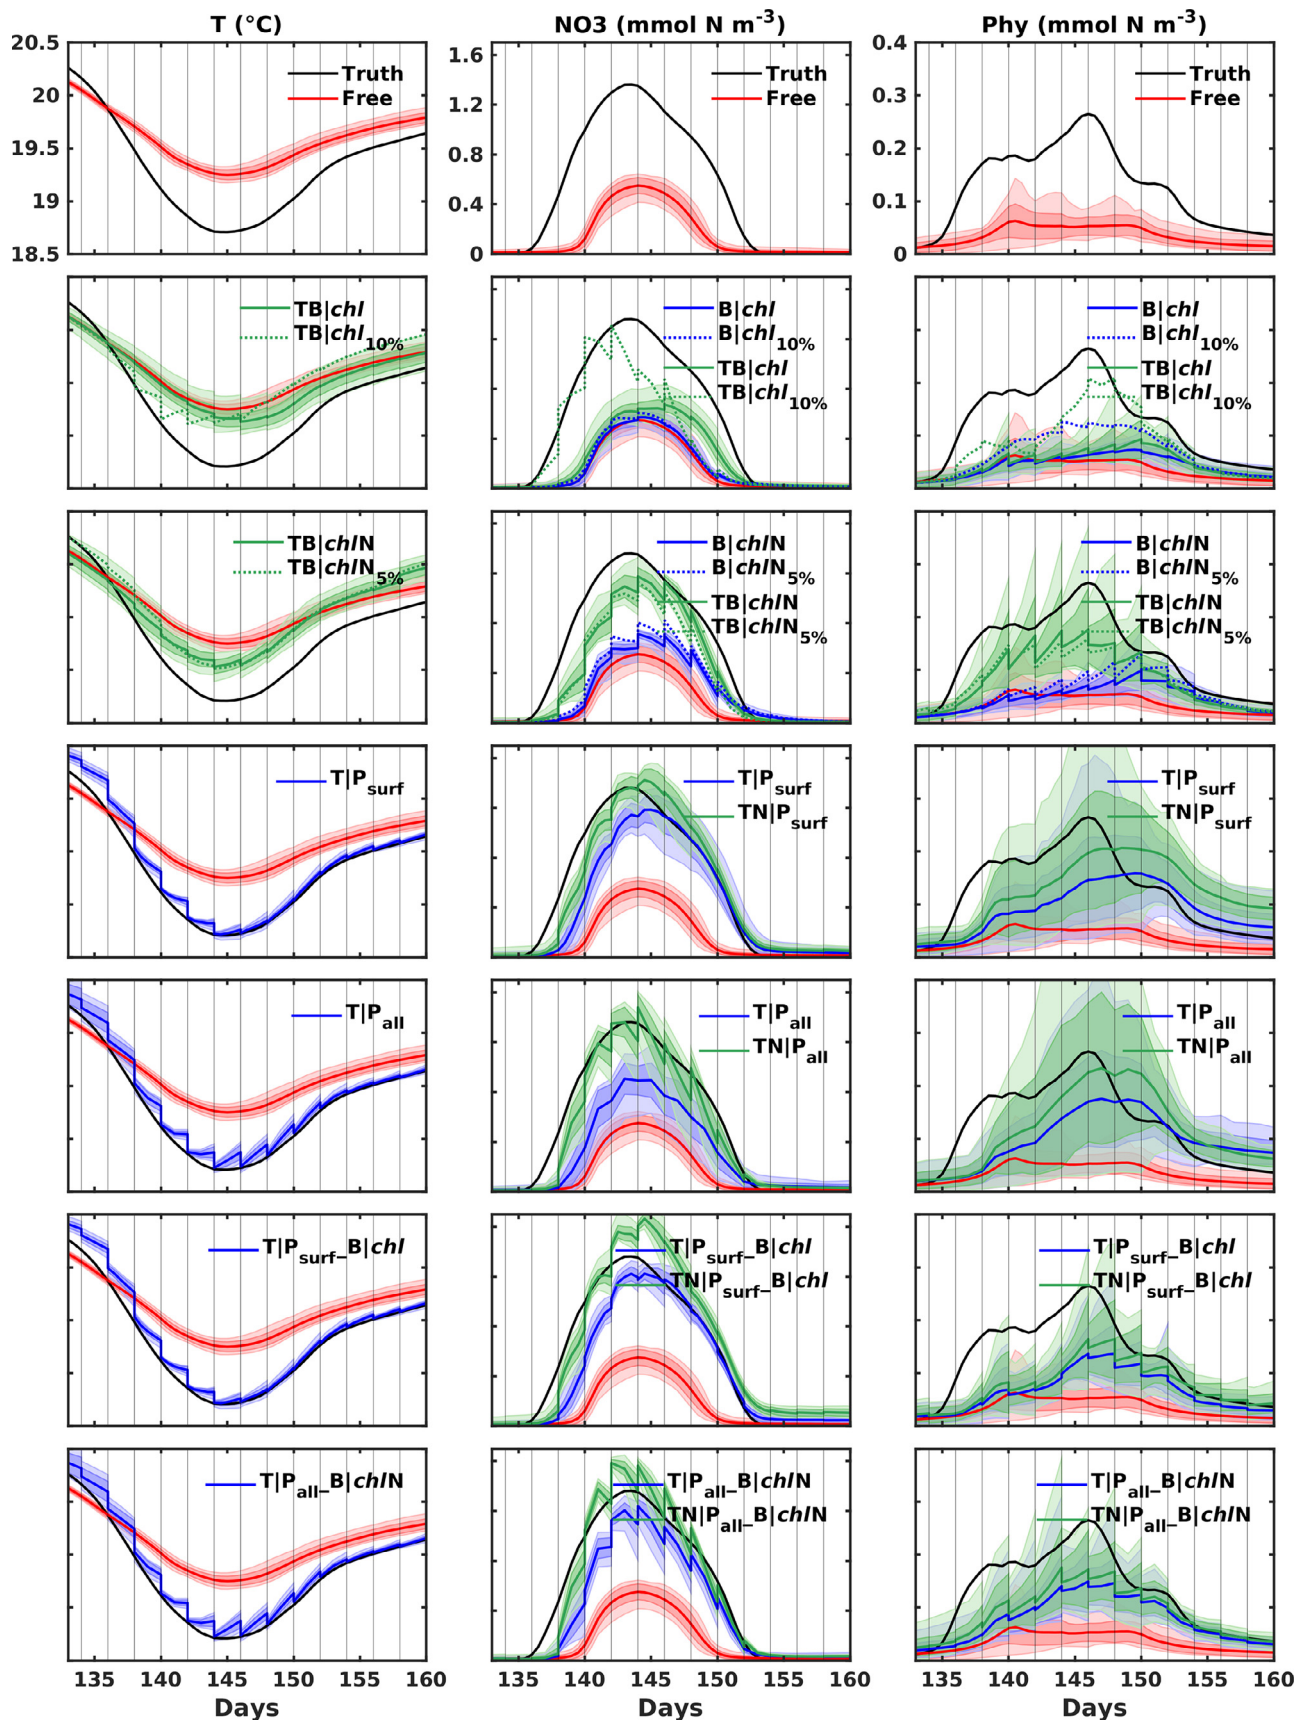 T (°C)
NO3 (mmol N m-3)
Phy (mmol N m-3)
20.5
20
19.5
19
18.5
Truth
Free
1.6
1.2
0.8
0.4
0
Truth
Free
0.4
0.3
0.2
0.1
0
Truth
Free
TB|chl
TB|chl10%
B|chl
B|chl10%
TB|chl
TB|chl10%
B|chl
B|chl10%
TB|chl
TB|chl10%
TB|chlN
TB|chlN5%
B|chlN
B|chlN5%
TB|chlN
TB|chlN5%
B|chlN
B|chlN5%
TB|chlN
TB|chlN5%
T|Psurf
T|Psurf
TN|Psurf
T|Psurf
TN|Psurf
T|Pall
T|Pall
TN|Pall
T|Pall
TN|Pall
T|Psurf_B|chl
T|Psurf_B|chl
TN|Psurf_B|chl
T|Psurf_B|chl
TN|Psurf_B|chl
T|Pall_B|chlN
T|Pall_B|chlN
TN|Pall_B|chlN
T|Pall_B|chlN
TN|Pall_B|chlN
135 140 145 150 155 160
135 140 145 150 155 160
135 140 145 150 155 160
Days
Days
Days